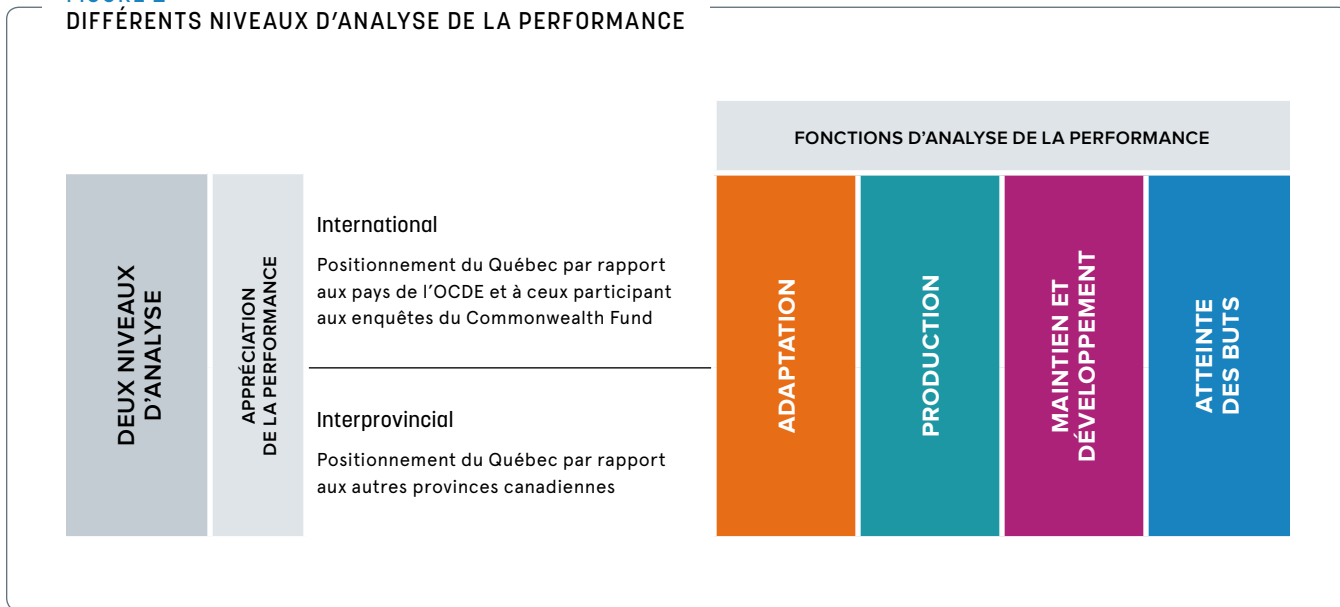 DIFFÉRENTS NIVEAUX D'ANALYSE DE LA PERFORMANCE
FONCTIONS D'ANALYSE DE LA PERFORMANCE
DEUX NIVEAUX
D'ANALYSE
APPRÉCIATION
DE LA PERFORMANCE
International
Positionnement du Québec par rapport
aux pays de l'OCDE et à ceux participant
aux enquêtes du Commonwealth Fund
Interprovincial
Positionnement du Québec par rapport
aux autres provinces canadiennes
ADAPTATION
PRODUCTION
MAINTIEN ET
DÉVELOPPEMENT
ATTEINTE
DES BUTS